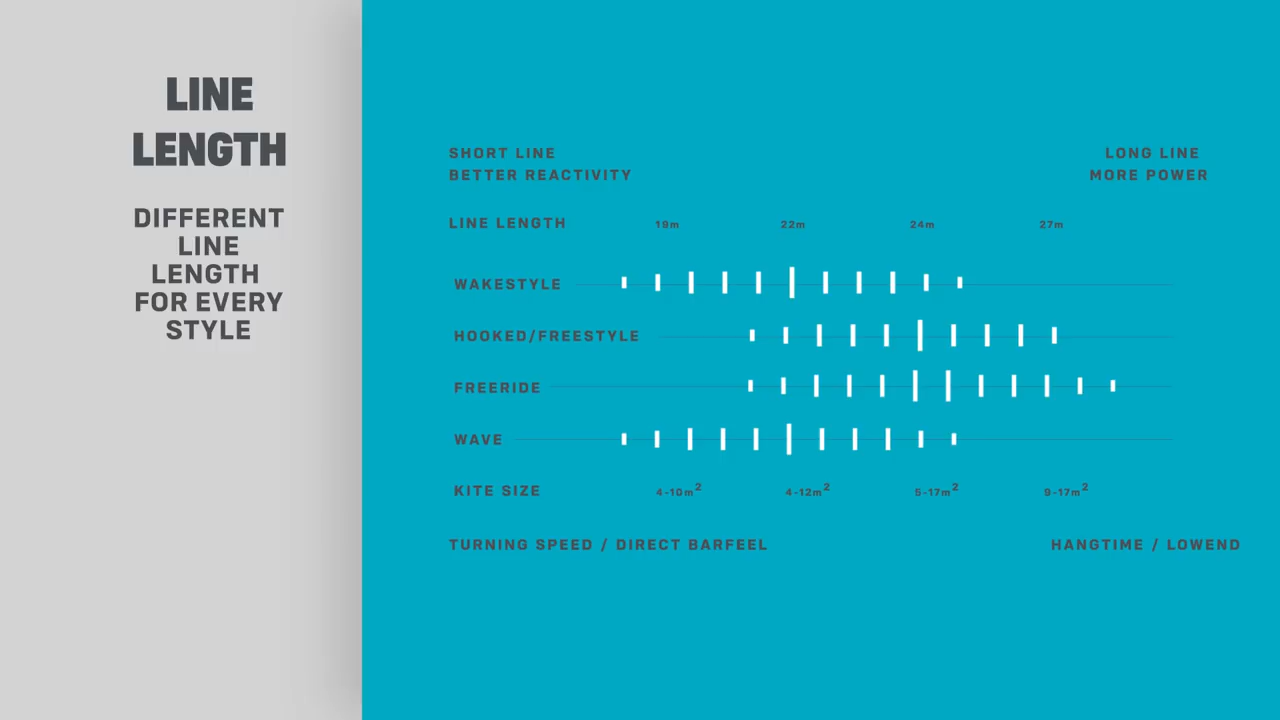 LINE
LENGTH
DIFFERENT
LINE
LENGTH
FOR EVERY
STYLE
SHORT LINE
BETTER REACTIVITY
LONG LINE
MORE POWER
LINE LENGTH 19m 22m 24m 27m
WAKESTYLE
HOOKED/FREESTYLE
FREERIDE
WAVE
KITE SIZE 4-10m² 4-12m² 5-17m² 9-17m²
TURNING SPEED / DIRECT BARFEEL
HANGTIME / LOWEND